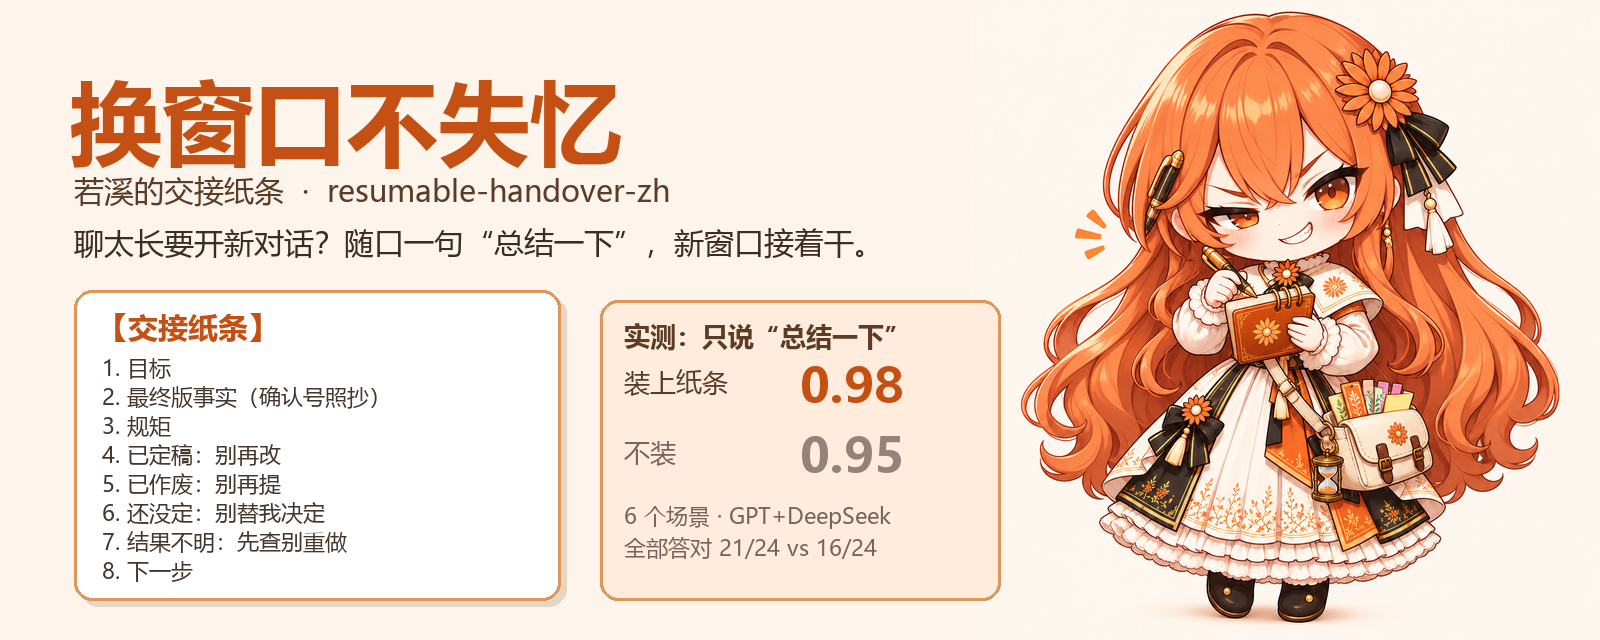 换窗口不失忆
若溪的交接纸条 · resumable-handover-zh
聊太长要开新对话？随口一句“总结一下”，新窗口接着干。
【交接纸条】
1. 目标
2. 最终版事实（确认号照抄）
3. 规矩
4. 已定稿：别再改
5. 已作废：别再提
6. 还没定：别替我决定
7. 结果不明：先查别重做
8. 下一步
实测：只说“总结一下”
装上纸条 0.98
不装 0.95
6 个场景 · GPT+DeepSeek
全部答对 21/24 vs 16/24